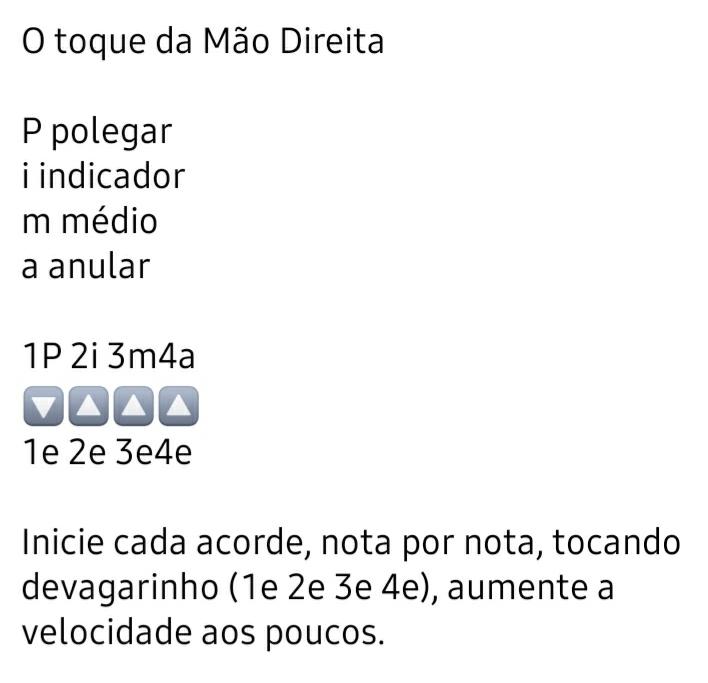 O toque da Mão Direita
P polegar
i indicador
m médio
a anular
1P 2i 3m4a
🔽🔼🔼🔼
1e 2e 3e4e
Inicie cada acorde, nota por nota, tocando
devagarinho (1e 2e 3e 4e), aumente a
velocidade aos poucos.